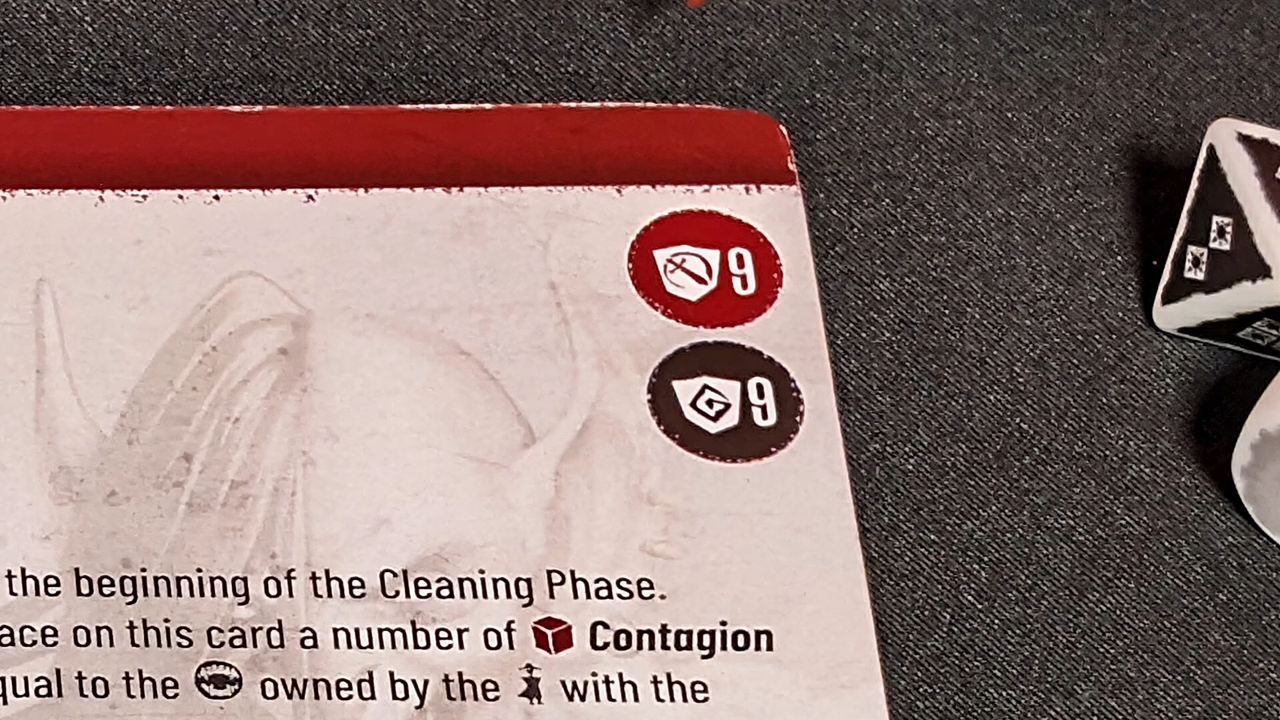 9
9
the beginning of the Cleaning Phase.
ace on this card a number of Contagion
qual to the owned by the with the